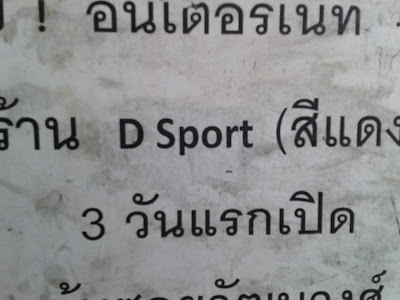 ! อินเตอร์เนท
ร้าน D Sport (สีแดง
3 วันแรกเปิด